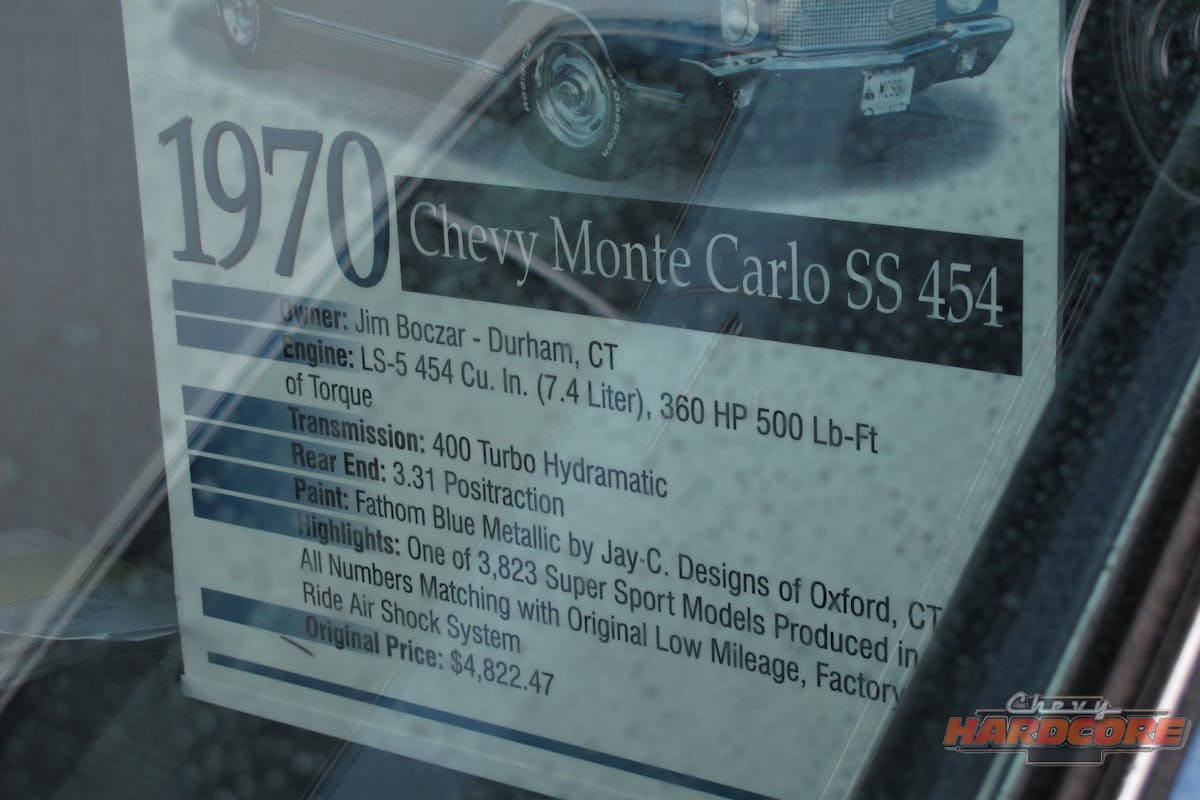 1970
Chevy Monte Carlo SS 454
Owner: Jim Boczar - Durham, CT
Engine: LS-5 454 Cu. In. (7.4 Liter), 360 HP 500 Lb-Ft
of Torque
Transmission: 400 Turbo Hydramatic
Rear End: 3.31 Positraction
Paint: Fathom Blue Metallic by Jay-C. Designs of Oxford, CT
Highlights: One of 3,823 Super Sport Models Produced in
All Numbers Matching with Original Low Mileage, Factory
Ride Air Shock System
Original Price: $4,822.47
Chevy
HARDCORE